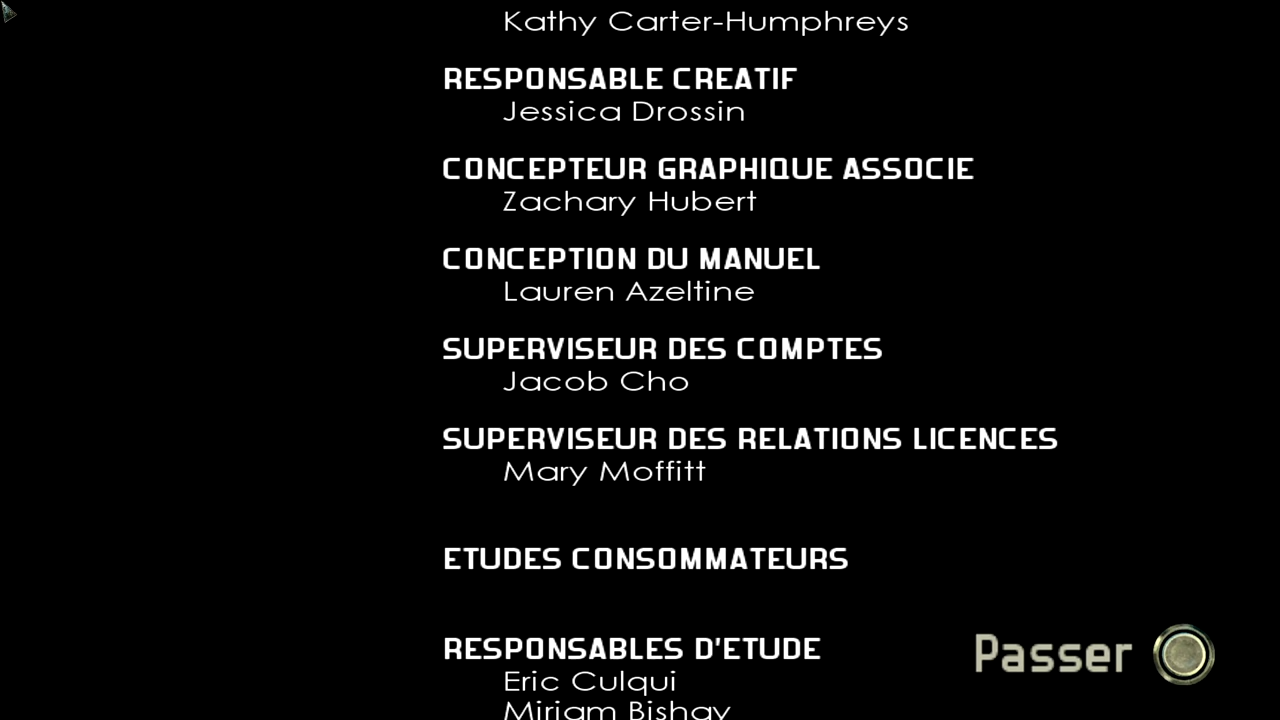 Kathy Carter-Humphreys
RESPONSABLE CREATIF
Jessica Drossin
CONCEPTEUR GRAPHIQUE ASSOCIE
Zachary Hubert
CONCEPTION DU MANUEL
Lauren Azeltine
SUPERVISEUR DES COMPTES
Jacob Cho
SUPERVISEUR DES RELATIONS LICENCES
Mary Moffitt
ETUDES CONSOMMATEURS
RESPONSABLES D'ETUDE
Passer
Eric Culqui
Miriam Bishay